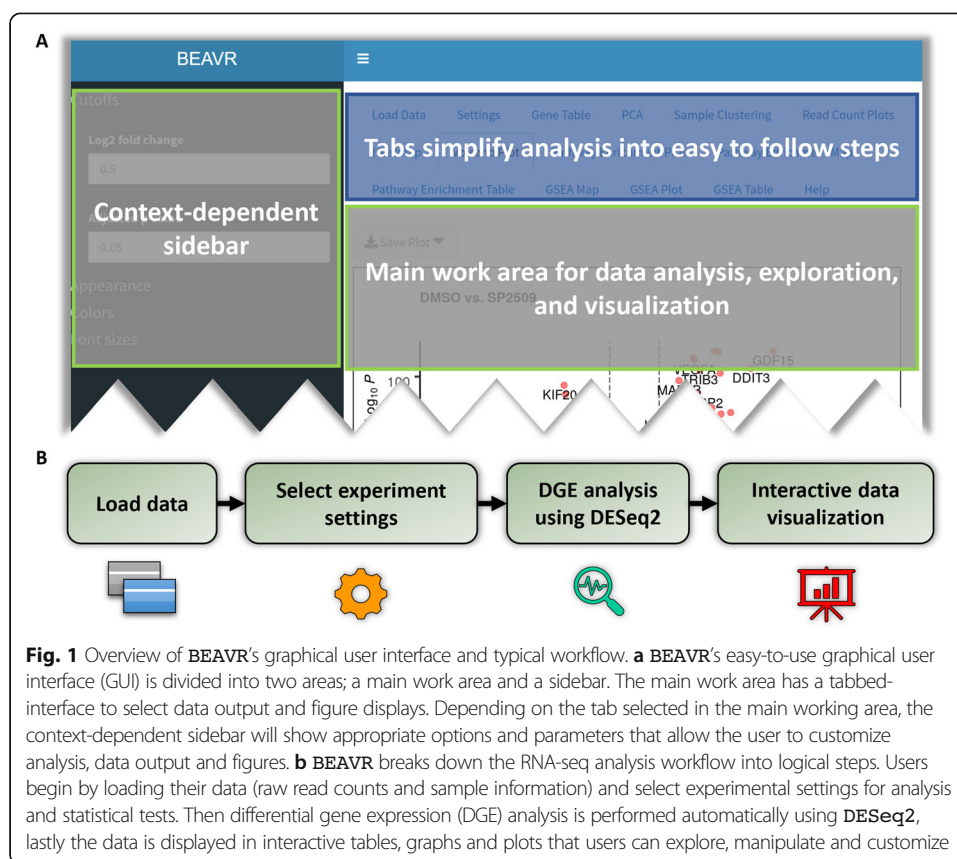 A
BEAVR
Load Data Settings Gene Table PCA Sample Clustering Read Count Plots
Tabs simplify analysis into easy to follow steps
Pathway Enrichment Table GSEA Map GSEA Plot GSEA Table Help
Cutoffs
Log2 fold change
0.5
Context-dependent
sidebar
0.05
Appearance
Colors
Font sizes
Save Plot
Main work area for data analysis, exploration,
and visualization
DMSO vs. SP2509
GDF15
TRIB3
DDIT3
KIF20
100
Log10 P
B
Load data
Select experiment
settings
DGE analysis
using DESeq2
Interactive data
visualization
Fig. 1 Overview of BEAVR's graphical user interface and typical workflow. a BEAVR's easy-to-use graphical user
interface (GUI) is divided into two areas; a main work area and a sidebar. The main work area has a tabbed-
interface to select data output and figure displays. Depending on the tab selected in the main working area, the
context-dependent sidebar will show appropriate options and parameters that allow the user to customize
analysis, data output and figures. b BEAVR breaks down the RNA-seq analysis workflow into logical steps. Users
begin by loading their data (raw read counts and sample information) and select experimental settings for analysis
and statistical tests. Then differential gene expression (DGE) analysis is performed automatically using DESeq2,
lastly the data is displayed in interactive tables, graphs and plots that users can explore, manipulate and customize